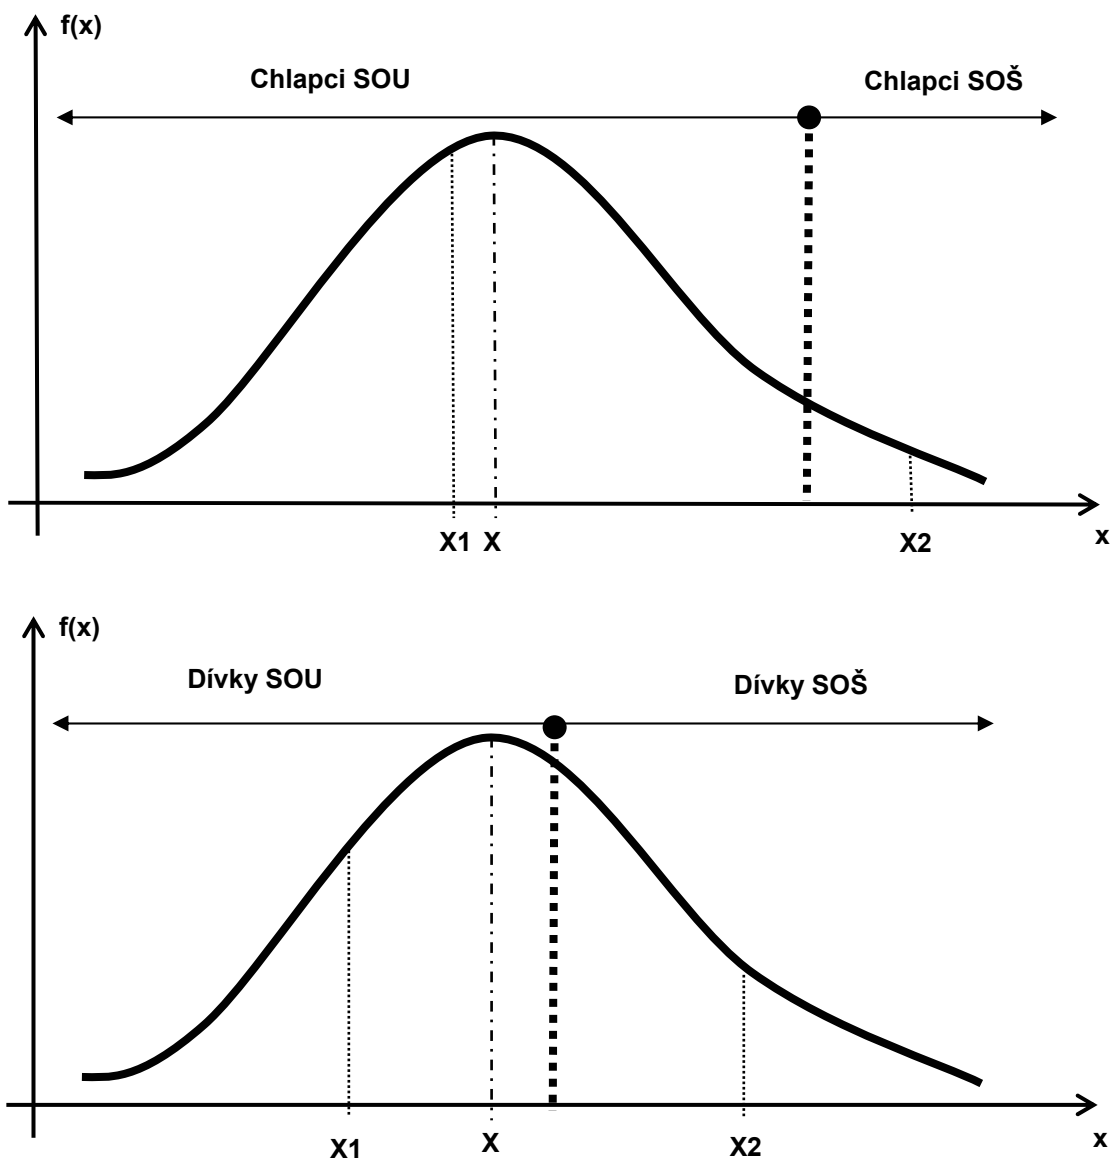 f(x)
Chlapci SOU
Chlapci SOŠ
X1 X
X2
x
f(x)
Dívky SOU
Dívky SOŠ
X1
X
X2
x